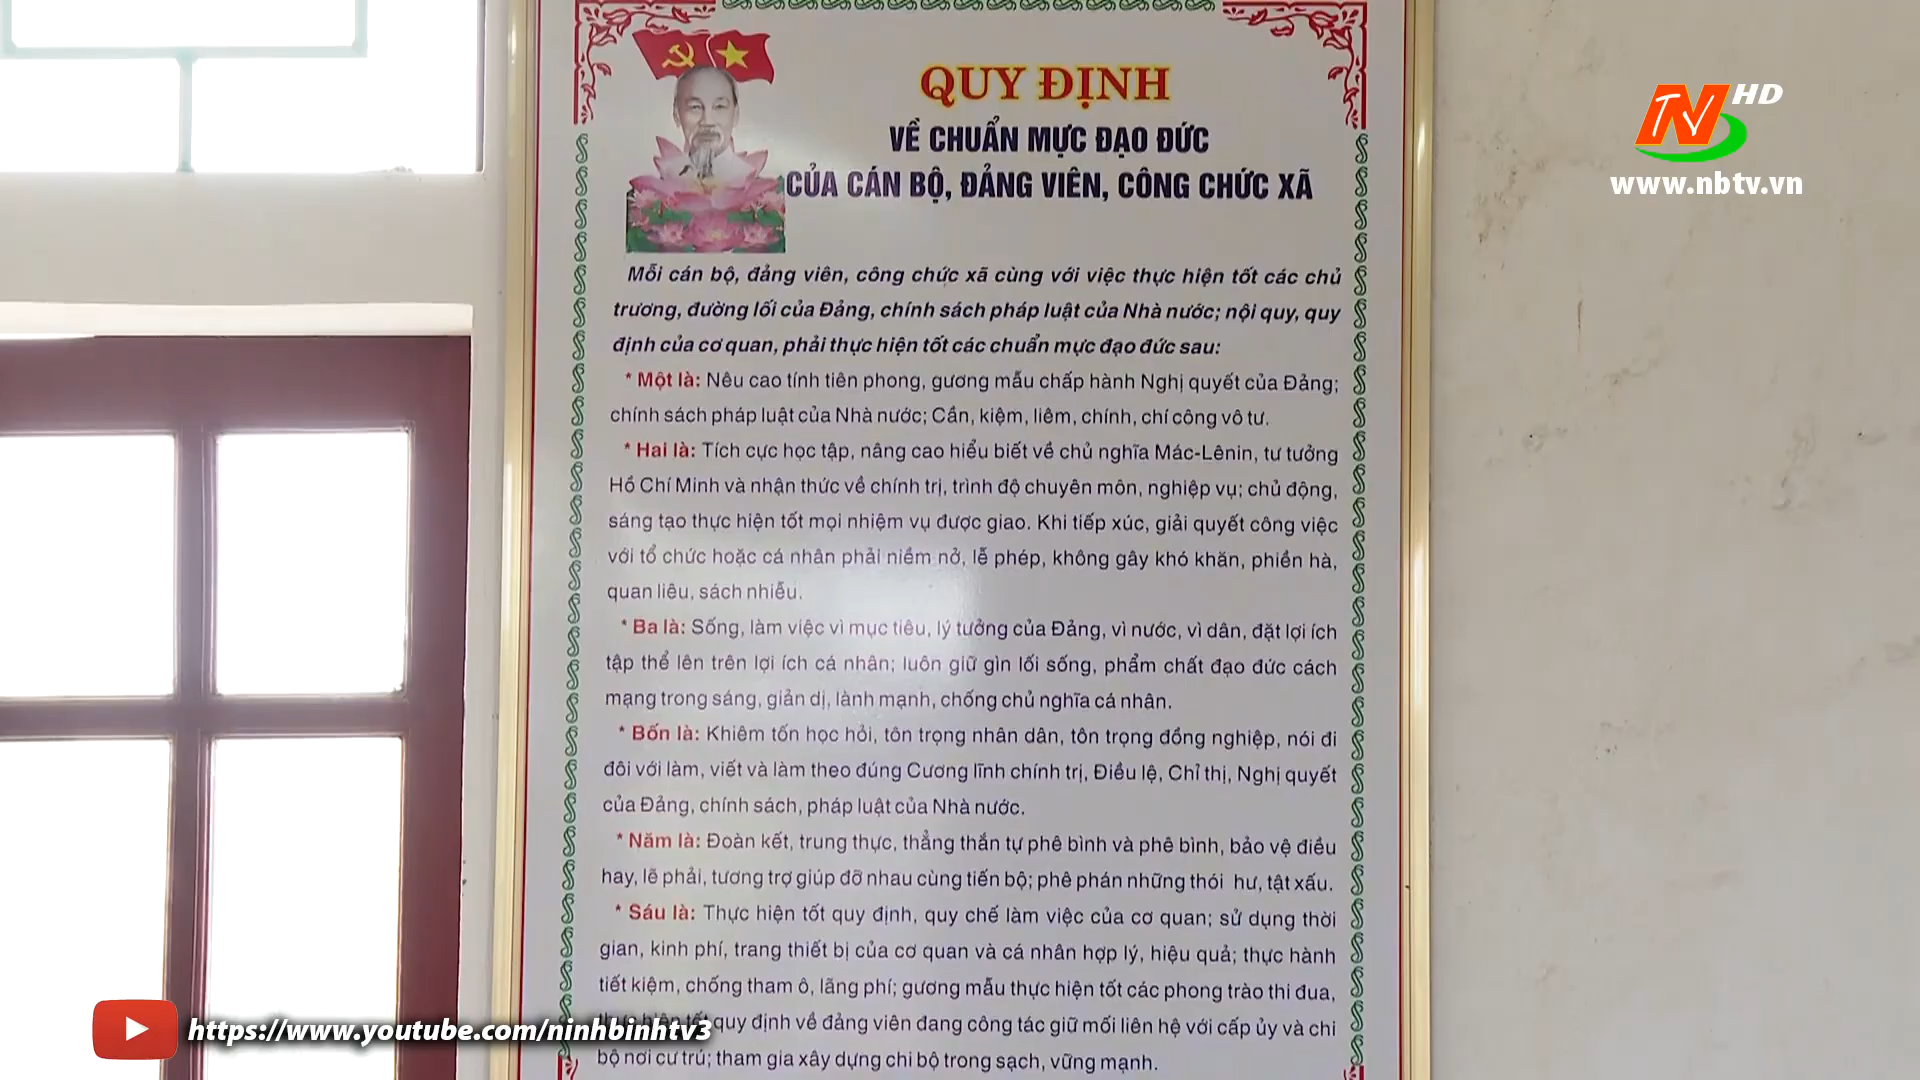 QUY ĐỊNH
VỀ CHUẨN MỰC ĐẠO ĐỨC
CỦA CÁN BỘ, ĐẢNG VIÊN, CÔNG CHỨC XÃ
NTV HD
www.nbtv.vn
Mỗi cán bộ, đảng viên, công chức xã cùng với việc thực hiện tốt các chủ
trương, đường lối của Đảng, chính sách pháp luật của Nhà nước; nội quy, quy
định của cơ quan, phải thực hiện tốt các chuẩn mực đạo đức sau:
* Một là: Nêu cao tính tiên phong, gương mẫu chấp hành Nghị quyết của Đảng;
chính sách pháp luật của Nhà nước; Cần, kiệm, liêm, chính, chí công vô tư.
* Hai là: Tích cực học tập, nâng cao hiểu biết về chủ nghĩa Mác-Lênin, tư tưởng
Hồ Chí Minh và nhận thức về chính trị, trình độ chuyên môn, nghiệp vụ; chủ động,
sáng tạo thực hiện tốt mọi nhiệm vụ được giao. Khi tiếp xúc, giải quyết công việc
với tổ chức hoặc cá nhân phải niềm nở, lễ phép, không gây khó khăn, phiền hà,
quan liêu, sách nhiễu.
* Ba là: Sống, làm việc vì mục tiêu, lý tưởng của Đảng, vì nước, vì dân, đặt lợi ích
tập thể lên trên lợi ích cá nhân; luôn giữ gìn lối sống, phẩm chất đạo đức cách
mạng trong sáng, giản dị, lành mạnh, chống chủ nghĩa cá nhân.
* Bốn là: Khiêm tốn học hỏi, tôn trọng nhân dân, tôn trọng đồng nghiệp, nói đi
đôi với làm, viết và làm theo đúng Cương lĩnh chính trị, Điều lệ, Chỉ thị, Nghị quyết
của Đảng, chính sách, pháp luật của Nhà nước.
* Năm là: Đoàn kết, trung thực, thẳng thắn tự phê bình và phê bình, bảo vệ điều
hay, lẽ phải, tương trợ giúp đỡ nhau cùng tiến bộ; phê phán những thói hư, tật xấu.
* Sáu là: Thực hiện tốt quy định, quy chế làm việc của cơ quan; sử dụng thời
gian, kinh phí, trang thiết bị của cơ quan và cá nhân hợp lý, hiệu quả; thực hành
tiết kiệm, chống tham ô, lãng phí; gương mẫu thực hiện tốt các phong trào thi đua,
thực hiện tốt quy định về đảng viên đang công tác giữ mối liên hệ với cấp ủy và chi
bộ nơi cư trú; tham gia xây dựng chi bộ trong sạch, vững mạnh.
https://www.youtube.com/ninhbinhtv3